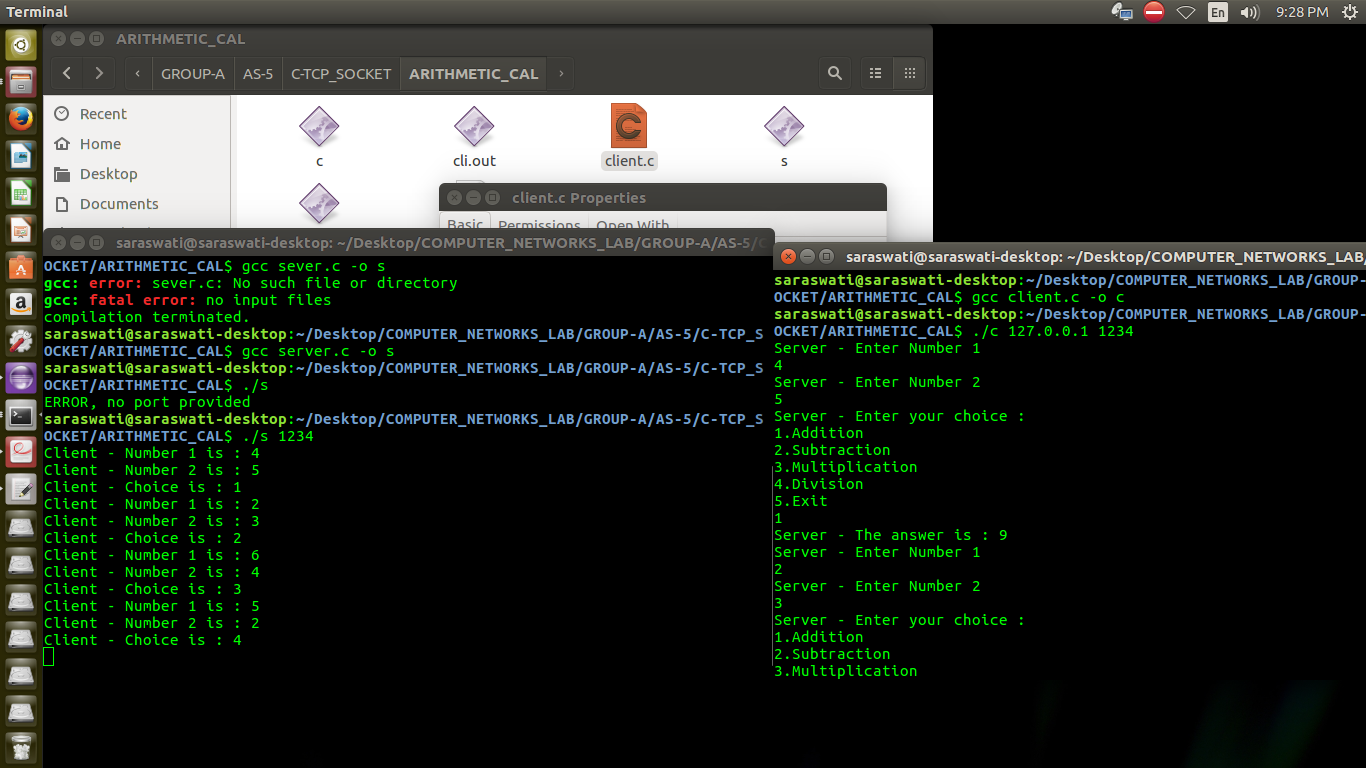 Terminal
En
9:28 PM
ARITHMETIC_CAL
GROUP-A
AS-5
C-TCP_SOCKET
ARITHMETIC_CAL
Recent
Home
Desktop
Documents
c
cli.out
client.c
s
client.c Properties
Basic
Permissions
Open With
saraswati@saraswati-desktop: ~/Desktop/COMPUTER_NETWORKS_LAB/GROUP-A/AS-5/C
OCKET/ARITHMETIC_CAL$ gcc sever.c -o s
gcc: error: sever.c: No such file or directory
gcc: fatal error: no input files
compilation terminated.
saraswati@saraswati-desktop:~/Desktop/COMPUTER_NETWORKS_LAB/GROUP-A/AS-5/C-TCP_S
OCKET/ARITHMETIC_CAL$ gcc server.c -o s
saraswati@saraswati-desktop:~/Desktop/COMPUTER_NETWORKS_LAB/GROUP-A/AS-5/C-TCP_S
OCKET/ARITHMETIC_CAL$ ./s
ERROR, no port provided
saraswati@saraswati-desktop:~/Desktop/COMPUTER_NETWORKS_LAB/GROUP-A/AS-5/C-TCP_S
OCKET/ARITHMETIC_CAL$ ./s 1234
Client - Number 1 is : 4
Client - Number 2 is : 5
Client - Choice is : 1
Client - Number 1 is : 2
Client - Number 2 is : 3
Client - Choice is : 2
Client - Number 1 is : 6
Client - Number 2 is : 4
Client - Choice is : 3
Client - Number 1 is : 5
Client - Number 2 is : 2
Client - Choice is : 4
saraswati@saraswati-desktop: ~/Desktop/COMPUTER_NETWORKS_LAB/
saraswati@saraswati-desktop:~/Desktop/COMPUTER_NETWORKS_LAB/GROUP-
OCKET/ARITHMETIC_CAL$ gcc client.c -o c
saraswati@saraswati-desktop:~/Desktop/COMPUTER_NETWORKS_LAB/GROUP-
OCKET/ARITHMETIC_CAL$ ./c 127.0.0.1 1234
Server - Enter Number 1
4
Server - Enter Number 2
5
Server - Enter your choice :
1.Addition
2.Subtraction
3.Multiplication
4.Division
5.Exit
1
Server - The answer is : 9
Server - Enter Number 1
2
Server - Enter Number 2
3
Server - Enter your choice :
1.Addition
2.Subtraction
3.Multiplication